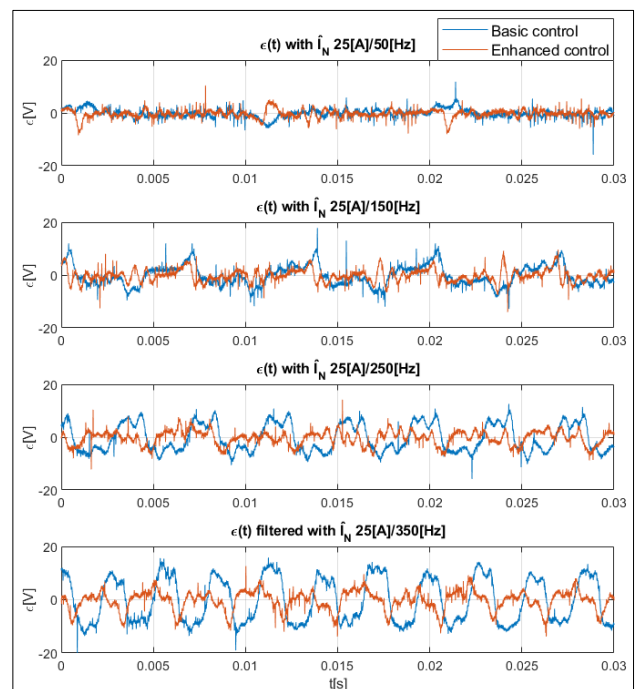 Basic control
Enhanced control
ϵ(t) with Î_N 25[A]/50[Hz]
20
0
-20
ϵ[V]
0 0.005 0.01 0.015 0.02 0.025 0.03
ϵ(t) with Î_N 25[A]/150[Hz]
20
0
-20
ϵ[V]
0 0.005 0.01 0.015 0.02 0.025 0.03
ϵ(t) with Î_N 25[A]/250[Hz]
20
0
-20
ϵ[V]
0 0.005 0.01 0.015 0.02 0.025 0.03
ϵ(t) filtered with Î_N 25[A]/350[Hz]
20
0
-20
ϵ[V]
0 0.005 0.01 0.015 0.02 0.025 0.03
t[s]